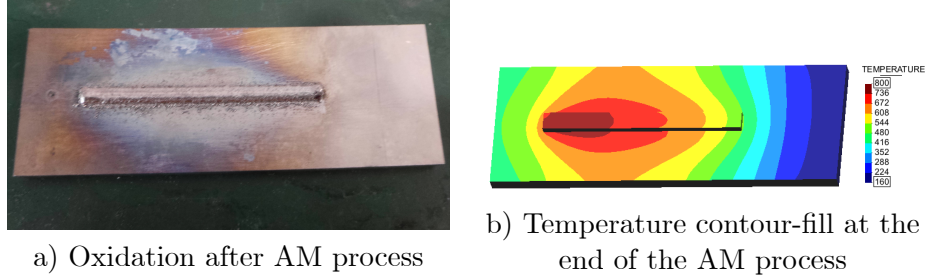 TEMPERATURE
800
736
672
608
544
480
416
352
288
224
160
a) Oxidation after AM process
b) Temperature contour-fill at the
end of the AM process